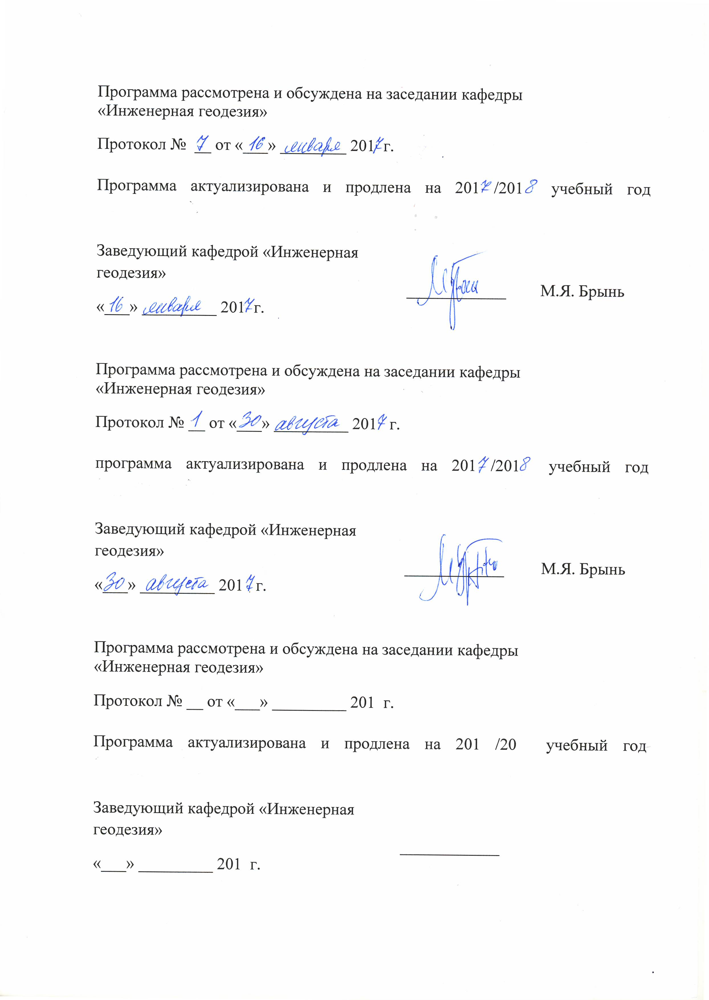 Программа рассмотрена и обсуждена на заседании кафедры
«Инженерная геодезия»
Протокол № 7 от «16» января 2017 г.
Программа актуализирована и продлена на 2017/2018 учебный год
Заведующий кафедрой «Инженерная
геодезия»
М.Я. Брынь
«16» января 2017 г.
Программа рассмотрена и обсуждена на заседании кафедры
«Инженерная геодезия»
Протокол № 1 от «30» августа 2017 г.
программа актуализирована и продлена на 2017/2018 учебный год
Заведующий кафедрой «Инженерная
геодезия»
М.Я. Брынь
«30» августа 2017 г.
Программа рассмотрена и обсуждена на заседании кафедры
«Инженерная геодезия»
Протокол № __ от «___» _________ 201 г.
Программа актуализирована и продлена на 201 /20 учебный год
Заведующий кафедрой «Инженерная
геодезия»
____________
«___» _________ 201 г.